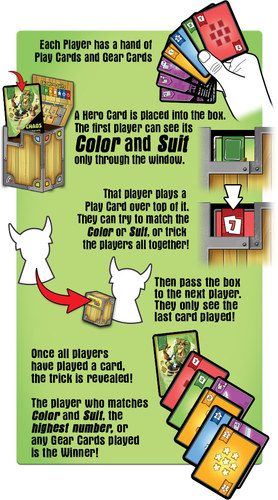 Each Player has a hand of
Play Cards and Gear Cards
CHAOS
A Hero Card is placed into the box.
The first player can see its
Color and Suit
only through the window.
That player plays a
Play Card over top of it.
They can try to match the
Color or Suit, or trick
the players all together!
7
Then pass the box
to the next player.
They only see the
last card played!
Once all players
have played a card,
the trick is revealed!
The player who matches
Color and Suit, the
highest number, or
any Gear Cards played
is the Winner!